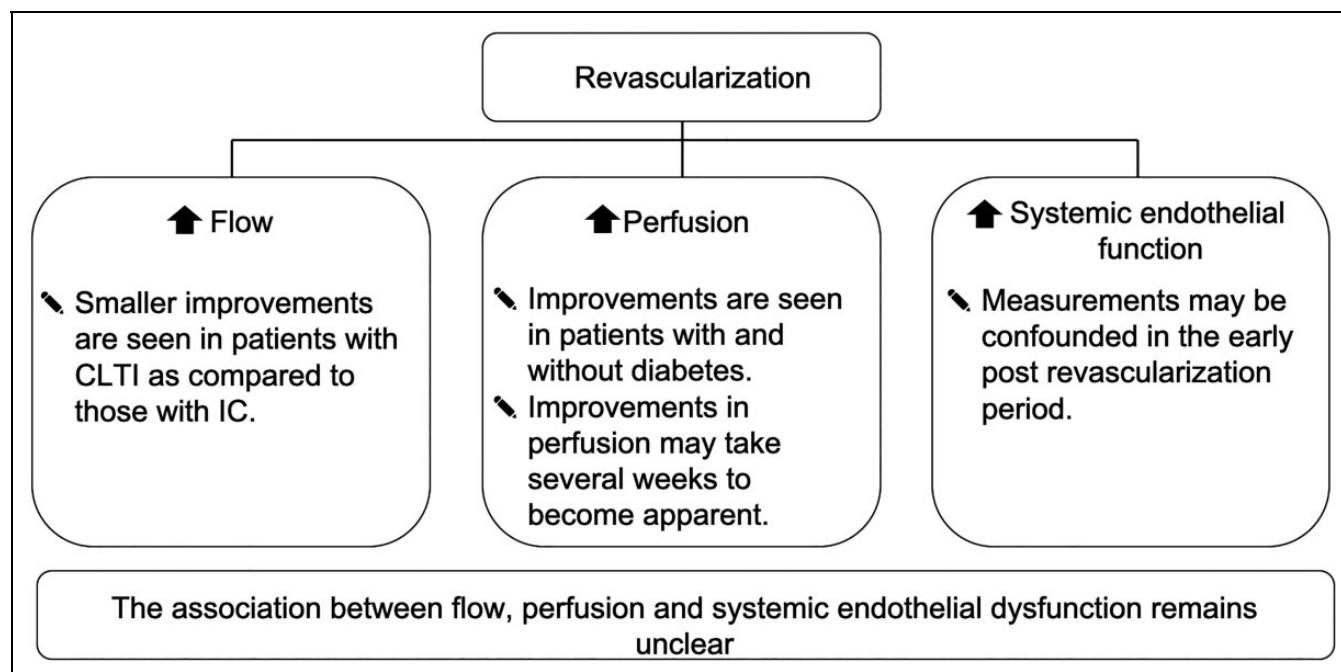 Revascularization
Flow
Smaller improvements
are seen in patients with
CLTI as compared to
those with IC.
Perfusion
Improvements are seen
in patients with and
without diabetes.
Improvements in
perfusion may take
several weeks to
become apparent.
Systemic endothelial
function
Measurements may be
confounded in the early
post revascularization
period.
The association between flow, perfusion and systemic endothelial dysfunction remains
unclear